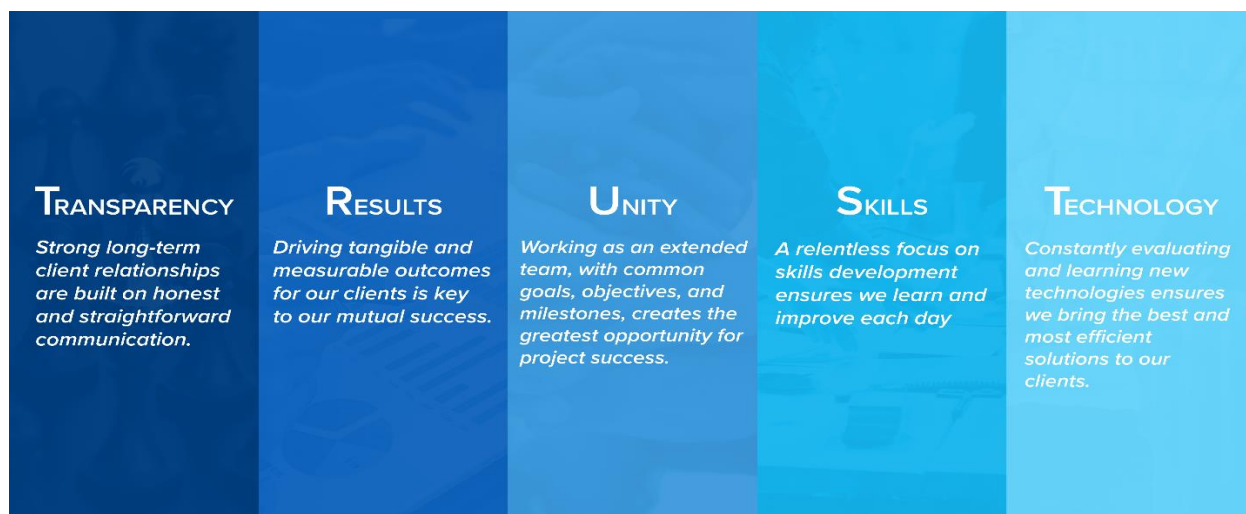 TRANSPARENCY
Strong long-term
client relationships
are built on honest
and straightforward
communication.
RESULTS
Driving tangible and
measurable outcomes
for our clients is key
to our mutual success.
UNITY
Working as an extended
team, with common
goals, objectives, and
milestones, creates the
greatest opportunity for
project success.
SKILLS
A relentless focus on
skills development
ensures we learn and
improve each day
TECHNOLOGY
Constantly evaluating
and learning new
technologies ensures
we bring the best and
most efficient
solutions to our
clients.